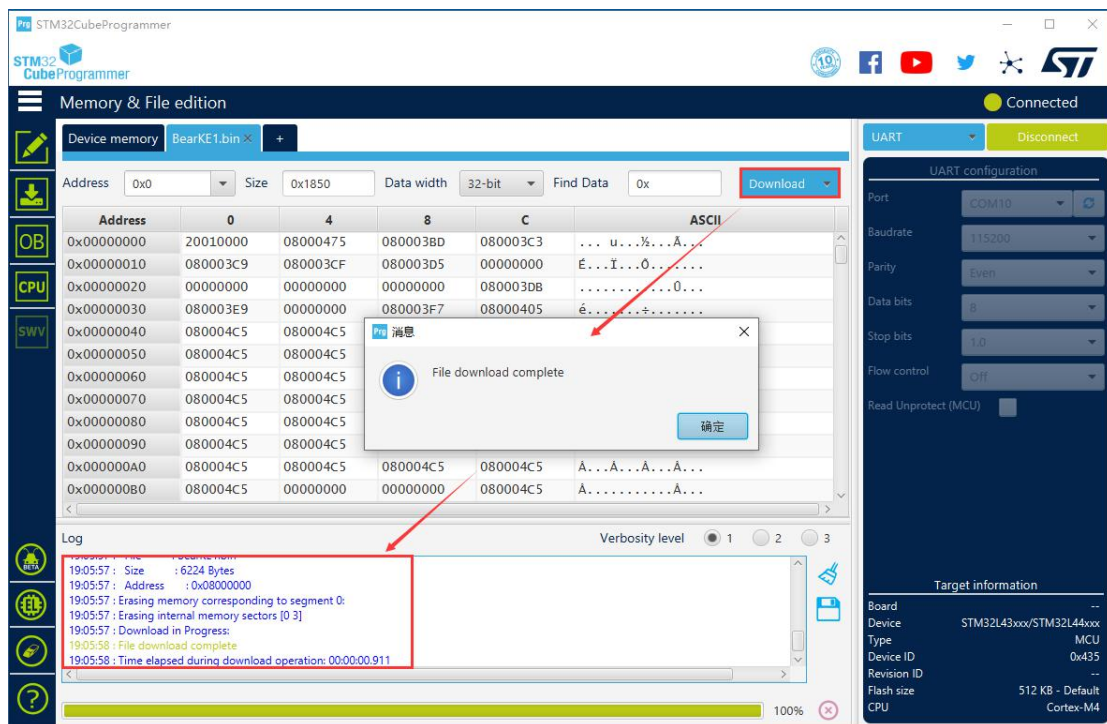 Prg STM32CubeProgrammer
STM32
CubeProgrammer
Memory & File edition
Connected
Device memory BearKE1.bin × +
Address 0x0 Size 0x1850 Data width 32-bit Find Data 0x Download
Address 0 4 8 C ASCII
0x00000000 20010000 08000475 080003BD 080003C3 ... u...½...Ã...
0x00000010 080003C9 080003CF 080003D5 00000000 É...Ï...Õ.......
0x00000020 00000000 00000000 00000000 080003DB ............Û...
0x00000030 080003E9 00000000 080003F7 08000405 é.......÷.......
0x00000040 080004C5 080004C5
0x00000050 080004C5 080004C5
0x00000060 080004C5 080004C5
0x00000070 080004C5 080004C5
0x00000080 080004C5 080004C5
0x00000090 080004C5 080004C5
0x000000A0 080004C5 080004C5 080004C5 080004C5 Å...Å...Å...Å...
0x000000B0 080004C5 00000000 00000000 080004C5 Å...........Å...
Prg 消息
File download complete
确定
Log Verbosity level 1 2 3
19:05:57 : Size : 6224 Bytes
19:05:57 : Address : 0x08000000
19:05:57 : Erasing memory corresponding to segment 0:
19:05:57 : Erasing internal memory sectors [0 3]
19:05:57 : Download in Progress:
19:05:58 : File download complete
19:05:58 : Time elapsed during download operation: 00:00:00.911
100%
OB
CPU
SWV
BETA
UART Disconnect
UART configuration
Port COM10
Baudrate 115200
Parity Even
Data bits 8
Stop bits 1.0
Flow control Off
Read Unprotect (MCU)
Target information
Board --
Device STM32L43xxx/STM32L44xxx
Type MCU
Device ID 0x435
Revision ID --
Flash size 512 KB - Default
CPU Cortex-M4